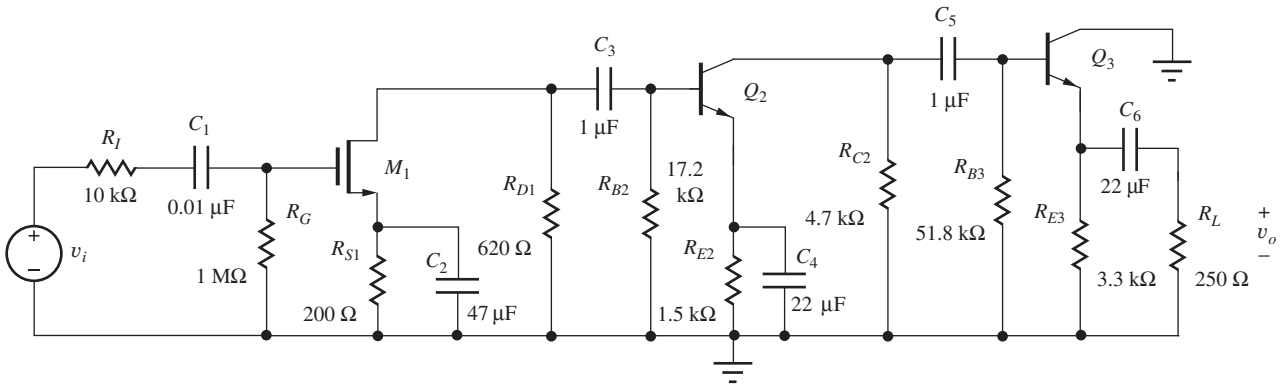 C5
C3
Q3
Q2
1 µF
C6
C1
1 µF
RI
RC2
RB3
17.2
kΩ
M1
RD1
RB2
22 µF
10 kΩ
0.01 µF
RG
4.7 kΩ
RE3
RL
+
vo
−
51.8 kΩ
+
−
vi
RS1
C2
620 Ω
RE2
C4
1 MΩ
200 Ω
47 µF
1.5 kΩ
22 µF
3.3 kΩ
250 Ω